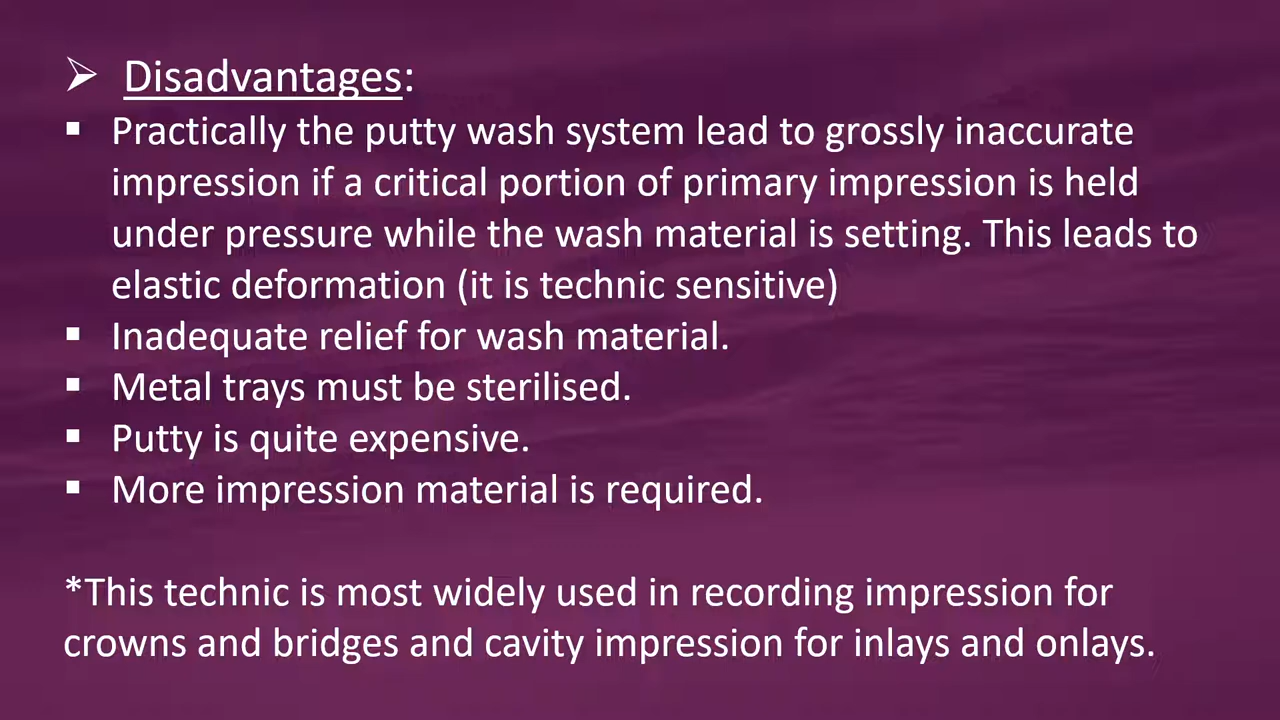 ➢ Disadvantages:
▪ Practically the putty wash system lead to grossly inaccurate
impression if a critical portion of primary impression is held
under pressure while the wash material is setting. This leads to
elastic deformation (it is technic sensitive)
▪ Inadequate relief for wash material.
▪ Metal trays must be sterilised.
▪ Putty is quite expensive.
▪ More impression material is required.
*This technic is most widely used in recording impression for
crowns and bridges and cavity impression for inlays and onlays.